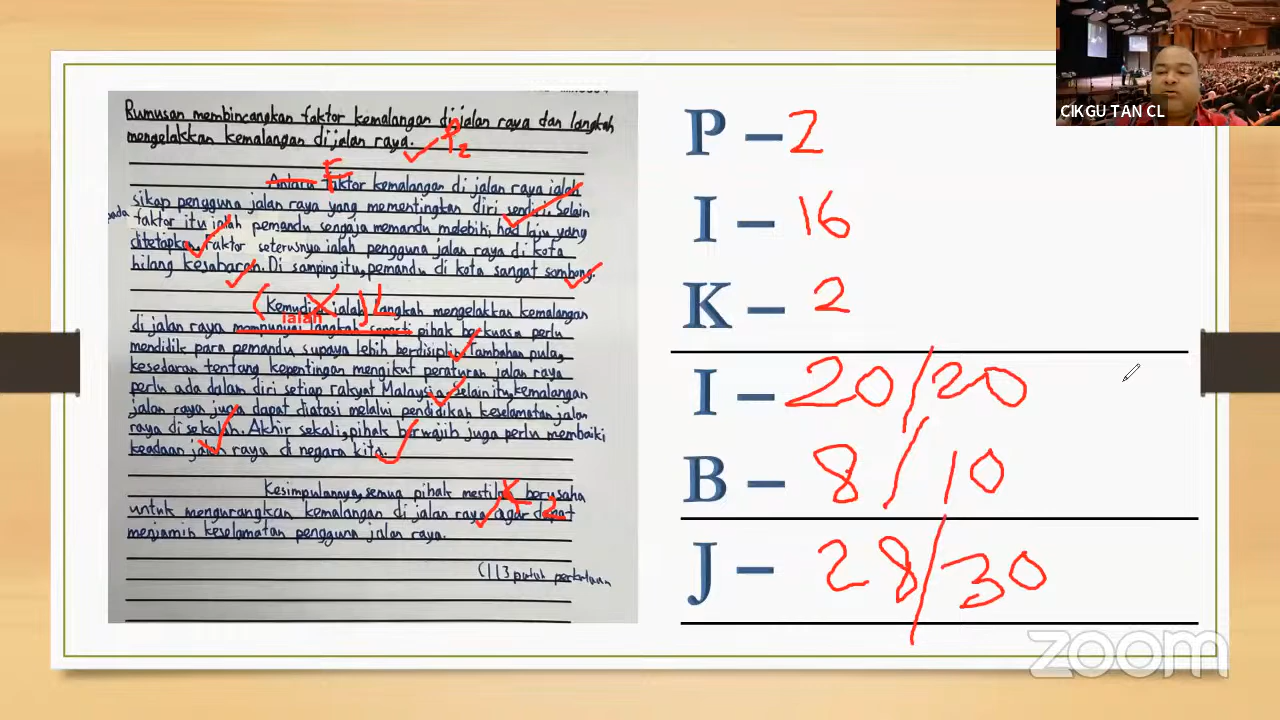 CIKGU TAN CL
Rumusan membincangkan faktor kemalangan di jalan raya dan langkah
mengelakkan kemalangan di jalan raya.
P2
Antara faktor kemalangan di jalan raya ialah
F
sikap pengguna jalan raya yang mementingkan diri sendiri. Selain
pada faktor itu ialah pemandu sengaja memandu melebihi had laju yang
ditetapkan. Faktor seterusnya ialah pengguna jalan raya di kota
hilang kesabaran. Di samping itu, pemandu di kota sangat sombong.
Kemudian ialah langkah mengelakkan kemalangan
( X ) L
ialah
di jalan raya mempunyai langkah seperti pihak berkuasa perlu
mendidik para pemandu supaya lebih berdisiplin. Tambahan pula,
kesedaran tentang kepentingan mengikut peraturan jalan raya
perlu ada dalam diri setiap rakyat Malaysia. Selain itu, kemalangan
jalan raya juga dapat diatasi melalui pendidikan keselamatan jalan
raya di sekolah. Akhir sekali, pihak berwajib juga perlu membaiki
keadaan jalan raya di negara kita.
Kesimpulannya, semua pihak mestilah berusaha
untuk mengurangkan kemalangan di jalan raya agar dapat
K2
menjamin keselamatan pengguna jalan raya.
(113 patah perkataan
P – 2
I – 16
K – 2
I – 20/20
B – 8/10
J – 28/30
zoom